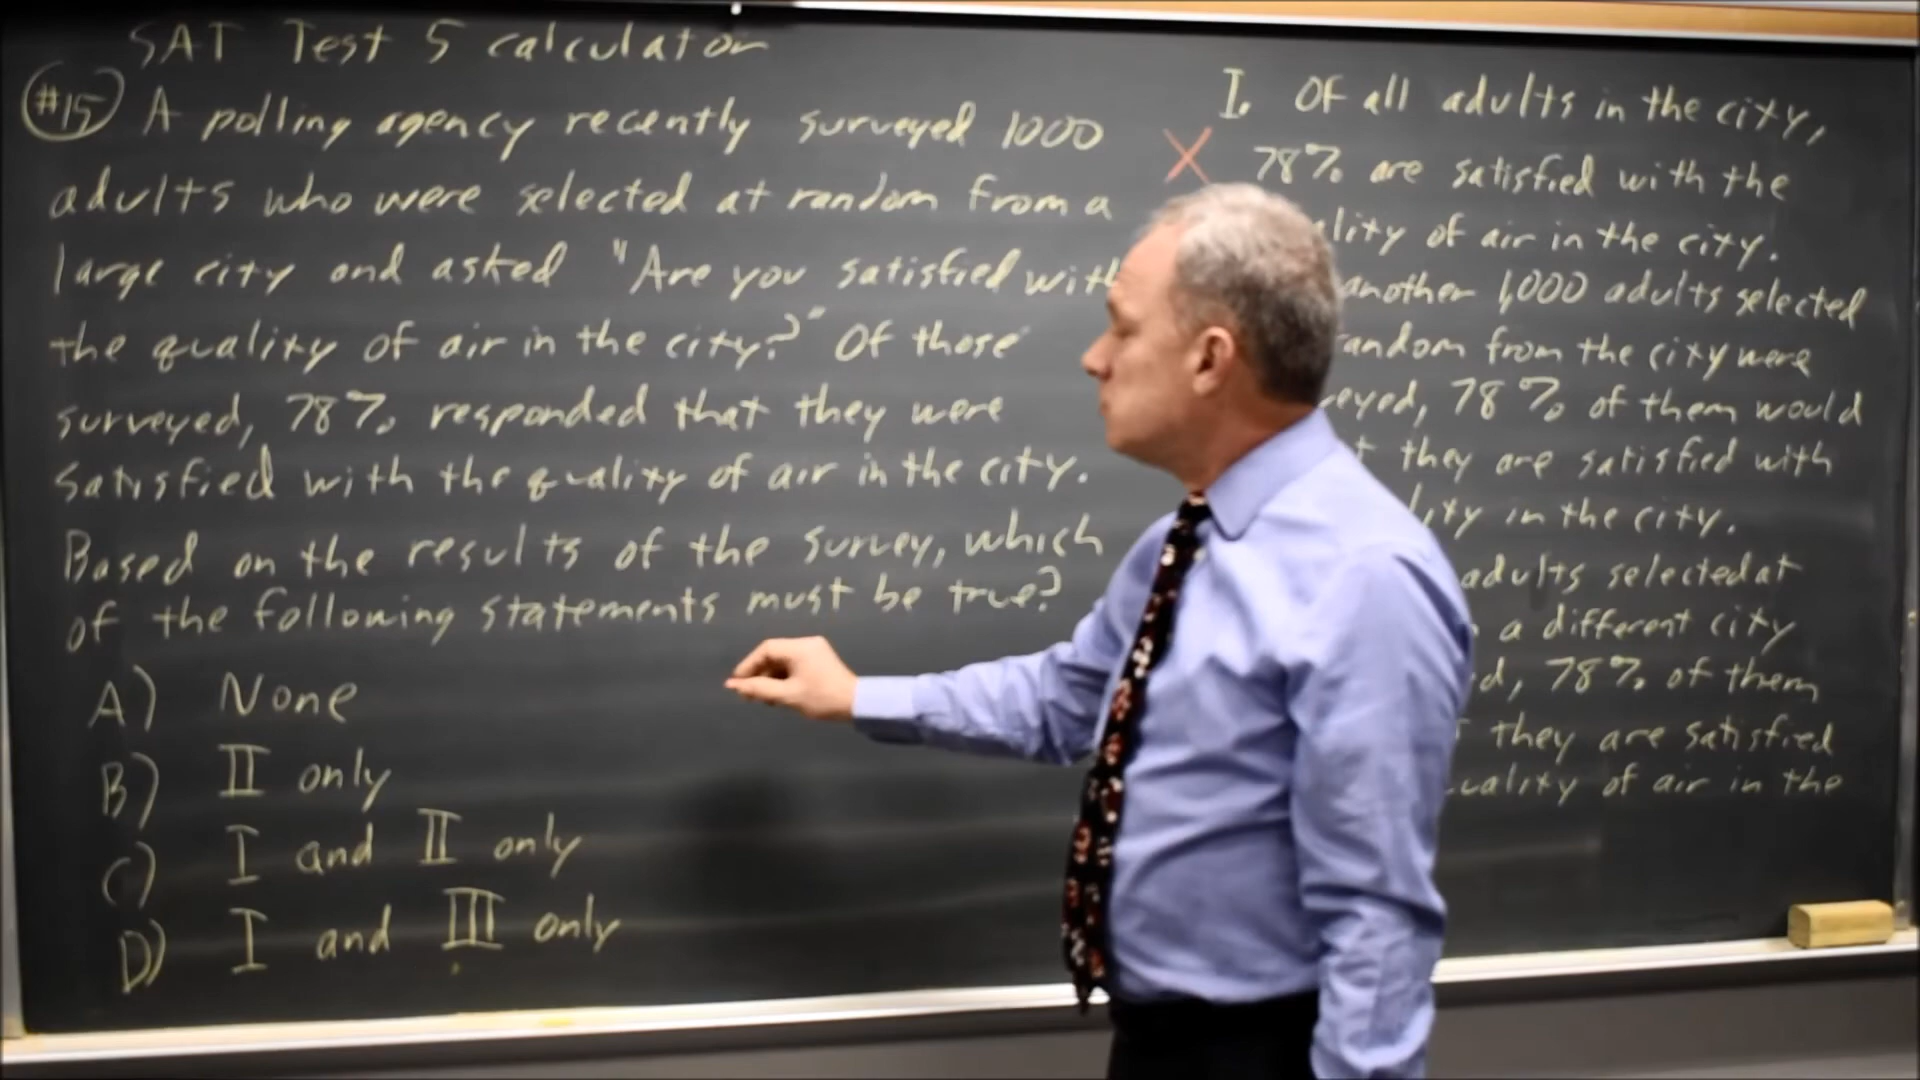 SAT Test 5 calculator
#15 A polling agency recently surveyed 1000
adults who were selected at random from a
large city and asked "Are you satisfied with
the quality of air in the city?" Of those
surveyed, 78% responded that they were
satisfied with the quality of air in the city.
Based on the results of the survey, which
of the following statements must be true?
A) None
B) II only
C) I and II only
D) I and III only
I. Of all adults in the city,
X 78% are satisfied with the
lity of air in the city.
another 1,000 adults selected
andom from the city were
eyed, 78% of them would
t they are satisfied with
lity in the city.
adults selected at
a different city
d, 78% of them
they are satisfied
uality of air in the